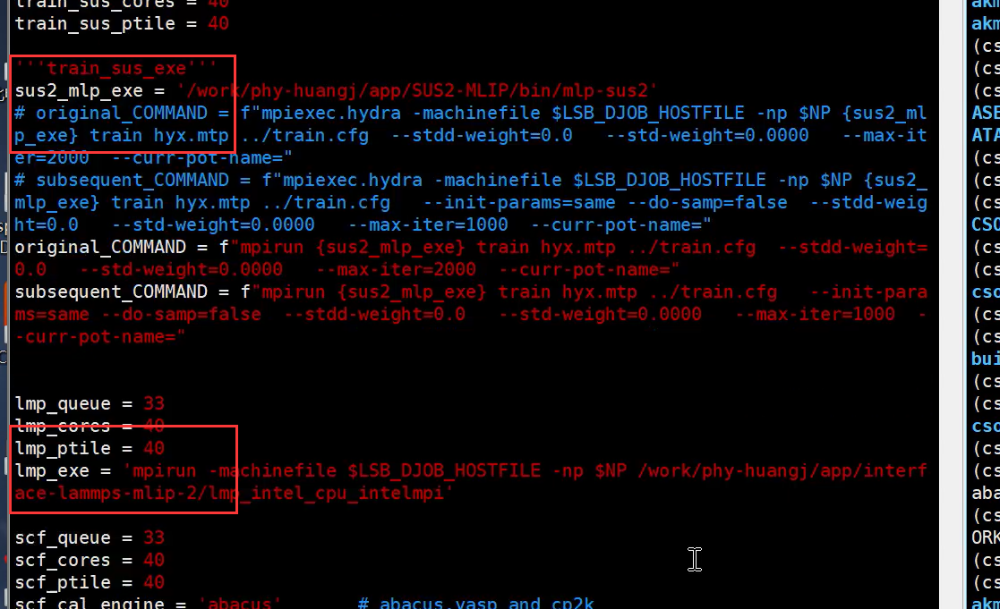 train_sus_cores = 40
train_sus_ptile = 40
'''train_sus_exe'''
sus2_mlp_exe = '/work/phy-huangj/app/SUS2-MLIP/bin/mlp-sus2'
# original_COMMAND = f"mpiexec.hydra -machinefile $LSB_DJOB_HOSTFILE -np $NP {sus2_ml
p_exe} train hyx.mtp ../train.cfg  --stdd-weight=0.0   --std-weight=0.0000   --max-it
er=2000  --curr-pot-name="
# subsequent_COMMAND = f"mpiexec.hydra -machinefile $LSB_DJOB_HOSTFILE -np $NP {sus2_
mlp_exe} train hyx.mtp ../train.cfg   --init-params=same --do-samp=false  --stdd-weig
ht=0.0   --std-weight=0.0000   --max-iter=1000  --curr-pot-name="
original_COMMAND = f"mpirun {sus2_mlp_exe} train hyx.mtp ../train.cfg  --stdd-weight=
0.0   --std-weight=0.0000   --max-iter=2000  --curr-pot-name="
subsequent_COMMAND = f"mpirun {sus2_mlp_exe} train hyx.mtp ../train.cfg   --init-para
ms=same --do-samp=false  --stdd-weight=0.0   --std-weight=0.0000   --max-iter=1000  -
-curr-pot-name="
lmp_queue = 33
lmp_cores = 40
lmp_ptile = 40
lmp_exe = 'mpirun -machinefile $LSB_DJOB_HOSTFILE -np $NP /work/phy-huangj/app/interf
ace-lammps-mlip-2/lmp_intel_cpu_intelmpi'
scf_queue = 33
scf_cores = 40
scf_ptile = 40
scf_cal_engine = 'abacus'       # abacus,vasp and cp2k
akm
akm
(cs
(cs
(cs
ASE
ATA
(cs
(cs
(cs
CSO
(cs
(cs
cso
(cs
(cs
bui
(cs
(cs
cso
(cs
(cs
aba
(cs
ORK
(cs
(cs
akm